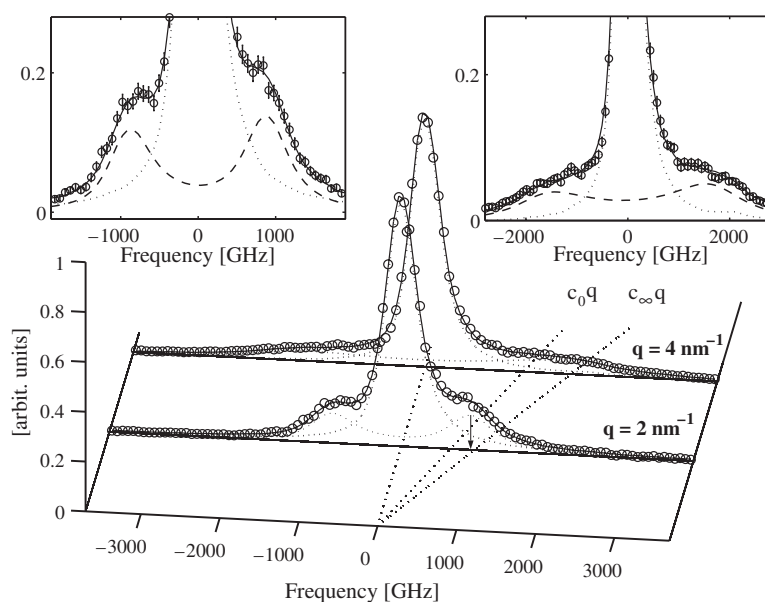 0.2
0
−1000
0
1000
Frequency [GHz]
0.2
0
−2000
0
2000
Frequency [GHz]
1
0.8
0.6
0.4
0.2
0
[arbit. units]
c₀q
c∞q
q = 4 nm⁻¹
q = 2 nm⁻¹
−3000
−2000
−1000
0
1000
2000
3000
Frequency [GHz]